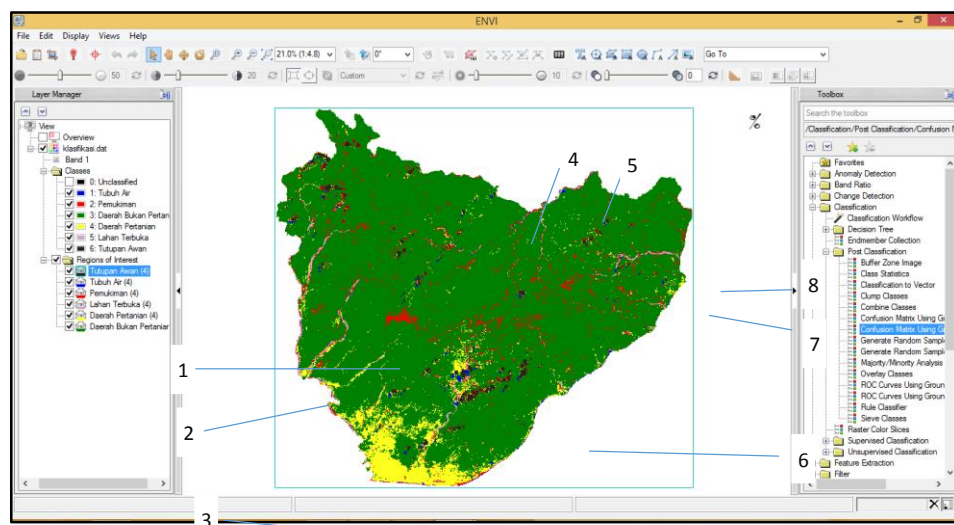 ENVI
File Edit Display Views Help
21.0% (1:4.8)
0°
Go To
50
20
Custom
10
0
Layer Manager
View
Overview
klasifikasi.dat
Band 1
Classes
0: Unclassified
1: Tubuh Air
2: Pemukiman
3: Daerah Bukan Pertan
4: Daerah Pertanian
5: Lahan Terbuka
6: Tutupan Awan
Regions of Interest
Tutupan Awan (4)
Tubuh Air (4)
Pemukiman (4)
Lahan Terbuka (4)
Daerah Pertanian (4)
Daerah Bukan Pertaniar
%
4
5
1
2
3
6
8
7
Toolbox
Search the toolbox
/Classification/Post Classification/Confusion M
Favorites
Anomaly Detection
Band Ratio
Change Detection
Classification
Classification Workflow
Decision Tree
Endmember Collection
Post Classification
Buffer Zone Image
Class Statistics
Classification to Vector
Clump Classes
Combine Classes
Confusion Matrix Using Gr
Confusion Matrix Using Gr
Generate Random Sampl
Generate Random Sampl
Majority/Minority Analysis
Overlay Classes
ROC Curves Using Groun
ROC Curves Using Groun
Rule Classifier
Sieve Classes
Raster Color Slices
Supervised Classification
Unsupervised Classification
Feature Extraction
Filter